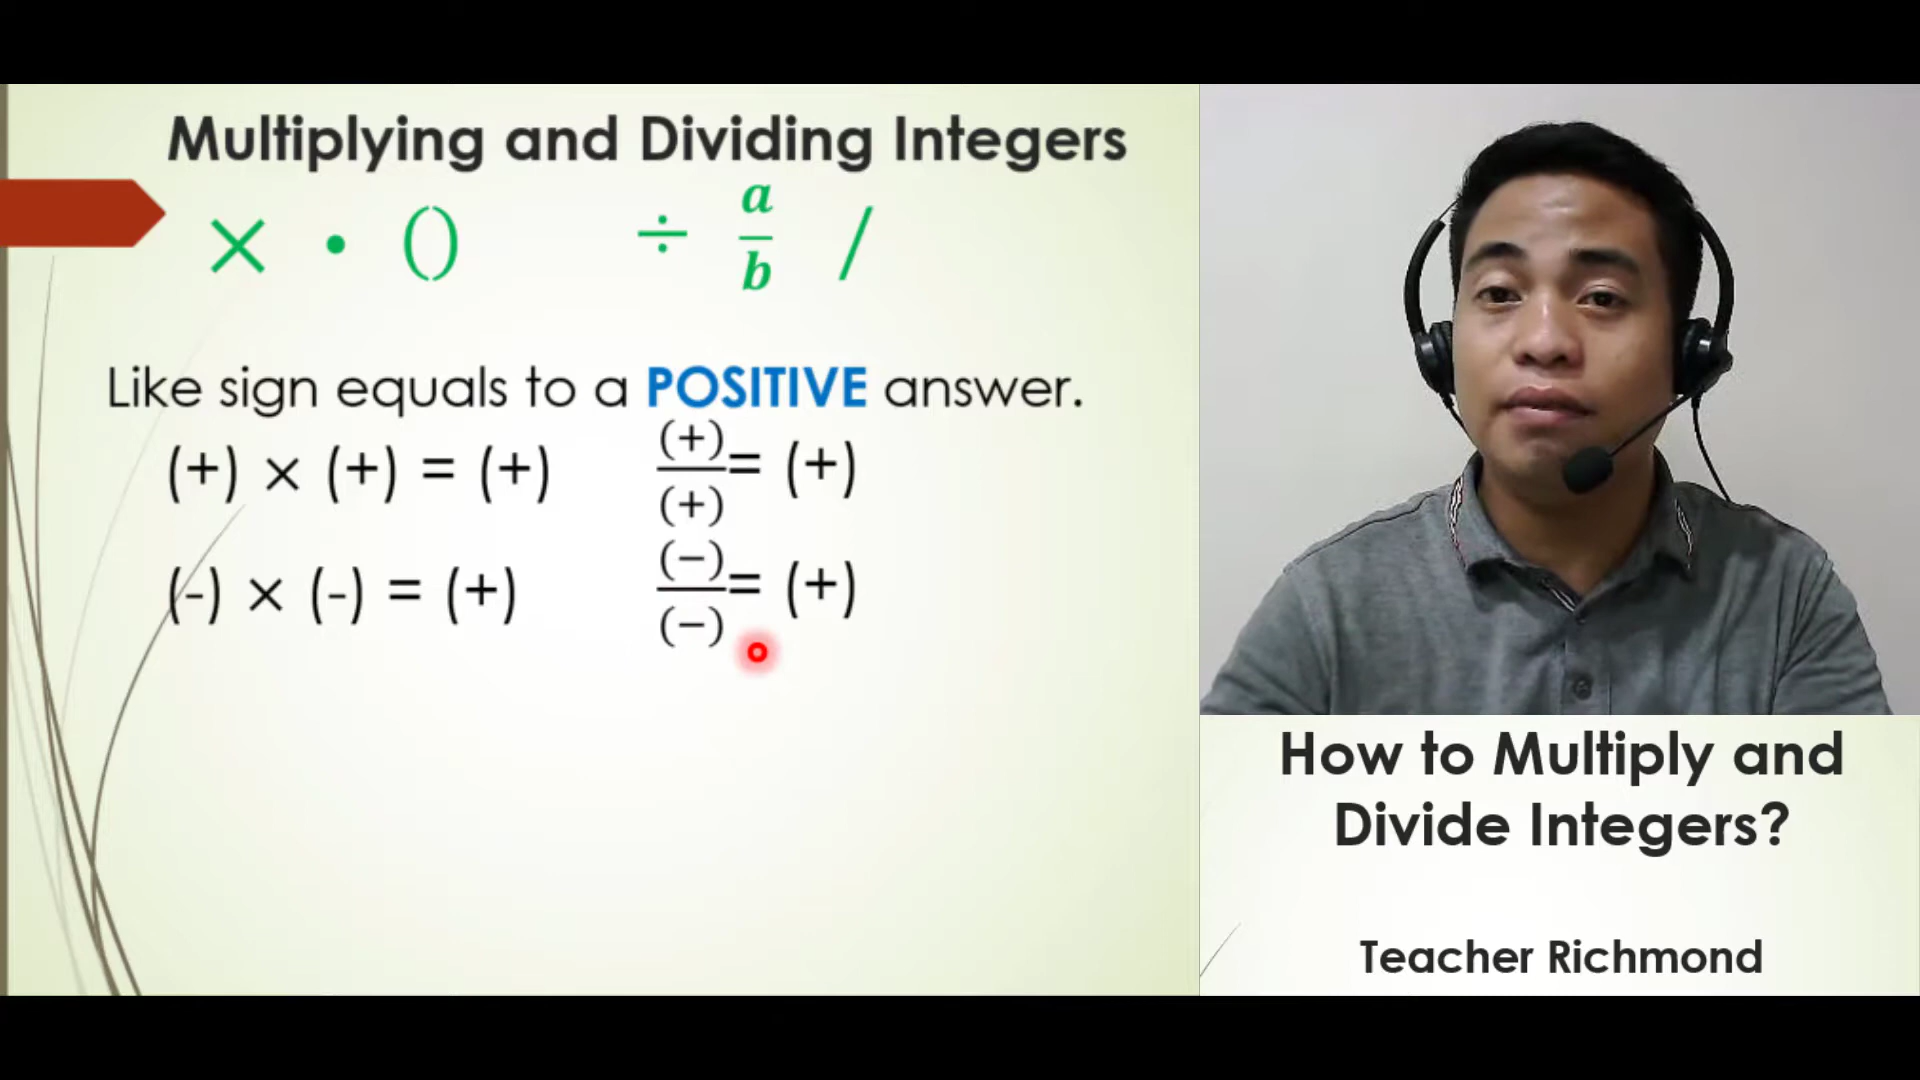 Multiplying and Dividing Integers
× • () ÷ a/b /
Like sign equals to a POSITIVE answer.
(+) × (+) = (+)
(+)/(+) = (+)
(-) × (-) = (+)
(−)/(−) = (+)
How to Multiply and
Divide Integers?
Teacher Richmond